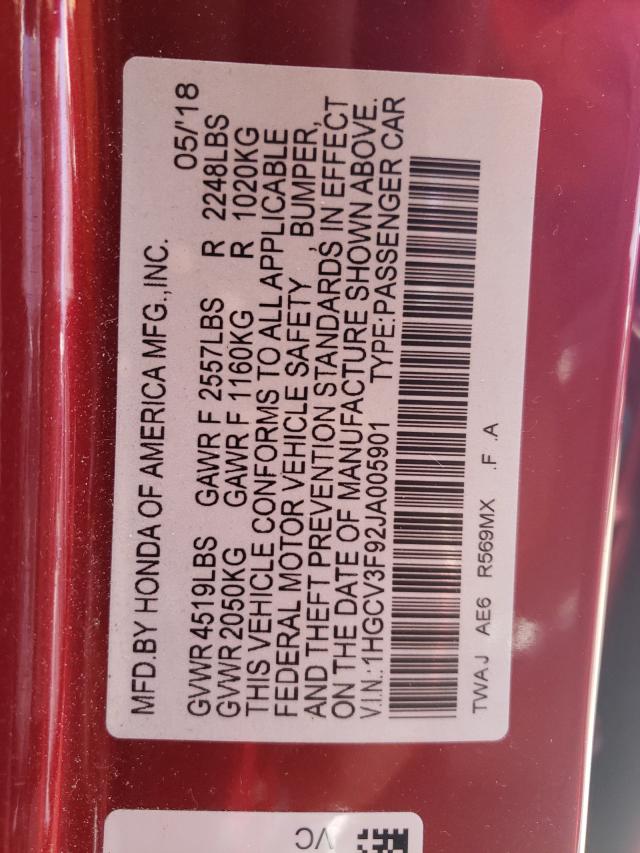 MFD.BY HONDA OF AMERICA MFG.,INC. 05/'18
GVWR 4519LBS GAWR F 2557LBS R 2248LBS
GVWR 2050KG GAWR F 1160KG R 1020KG
THIS VEHICLE CONFORMS TO ALL APPLICABLE
FEDERAL MOTOR VEHICLE SAFETY , BUMPER,
AND THEFT PREVENTION STANDARDS IN EFFECT
ON THE DATE OF MANUFACTURE SHOWN ABOVE.
V.I.N.:1HGCV3F92JA005901 TYPE:PASSENGER CAR
TWAJ AE6 R569MX .F .A
VC